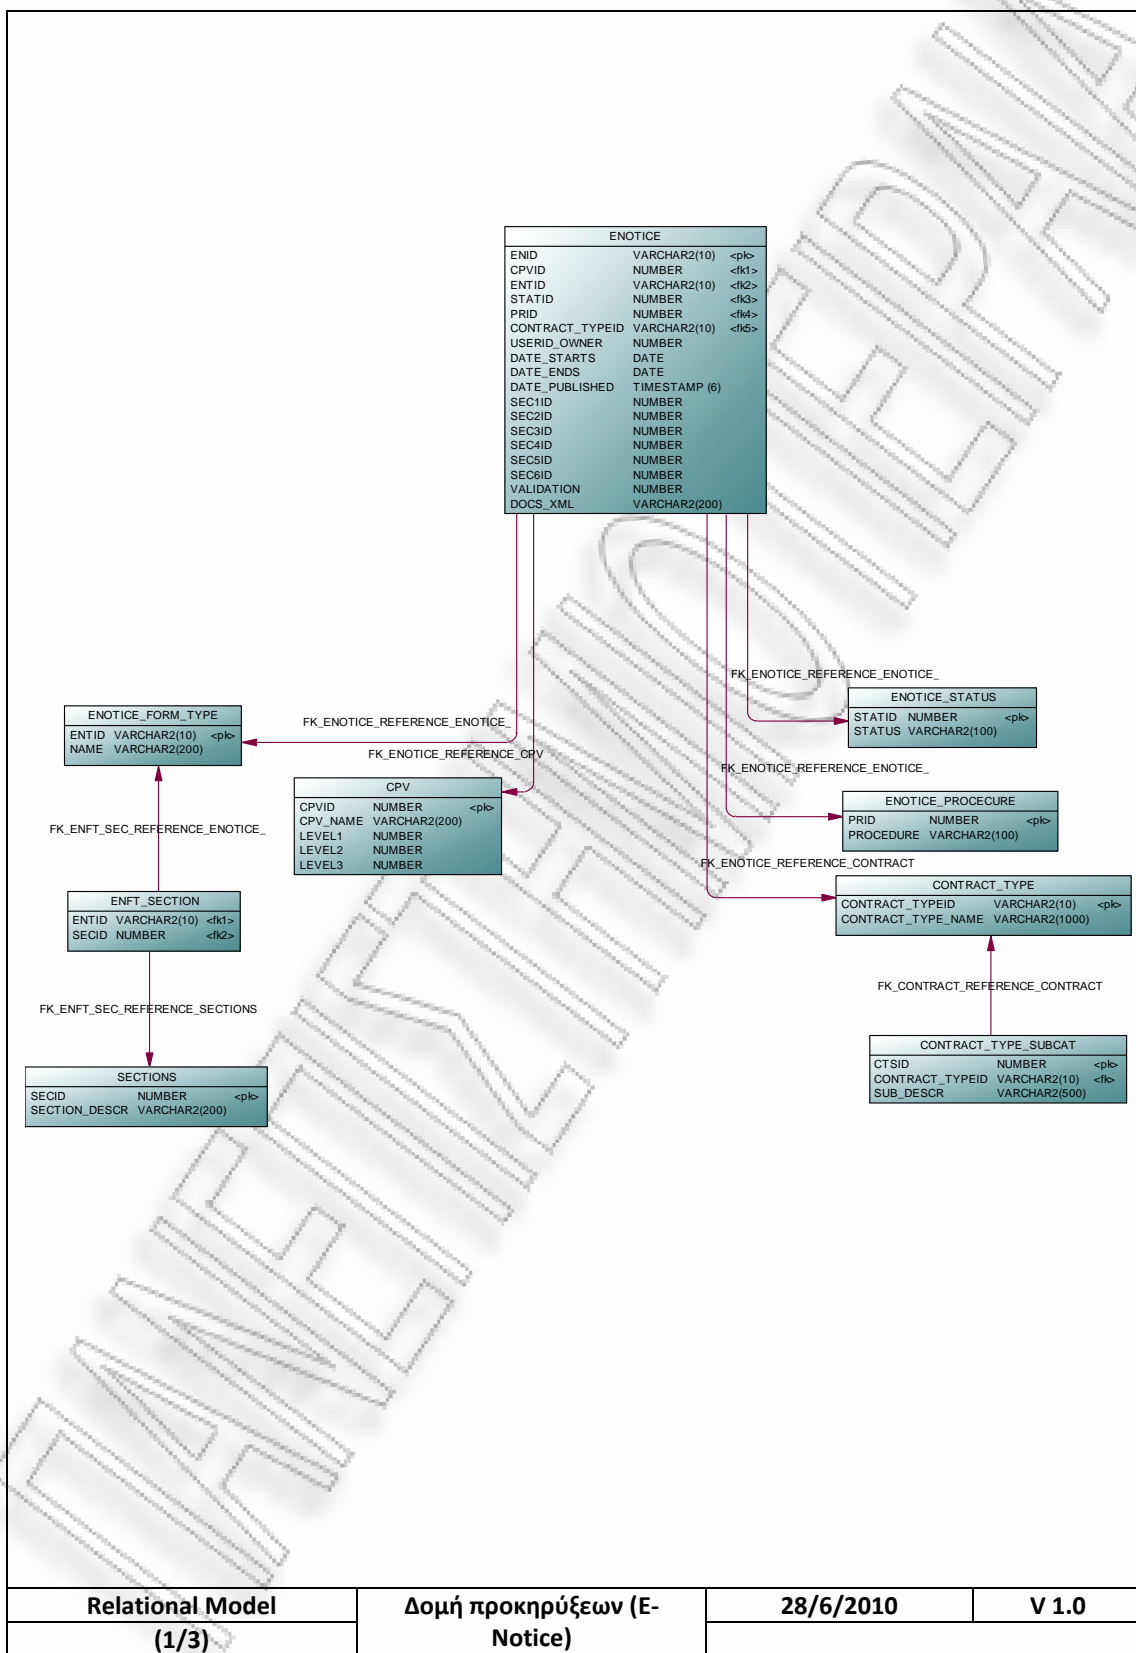 ENOTICE
ENID VARCHAR2(10) <pk>
CPVID NUMBER <fk1>
ENTID VARCHAR2(10) <fk2>
STATID NUMBER <fk3>
PRID NUMBER <fk4>
CONTRACT_TYPEID VARCHAR2(10) <fk5>
USERID_OWNER NUMBER
DATE_STARTS DATE
DATE_ENDS DATE
DATE_PUBLISHED TIMESTAMP (6)
SEC1ID NUMBER
SEC2ID NUMBER
SEC3ID NUMBER
SEC4ID NUMBER
SEC5ID NUMBER
SEC6ID NUMBER
VALIDATION NUMBER
DOCS_XML VARCHAR2(200)
FK_ENOTICE_REFERENCE_ENOTICE_
ENOTICE_STATUS
STATID NUMBER <pk>
STATUS VARCHAR2(100)
ENOTICE_FORM_TYPE
ENTID VARCHAR2(10) <pk>
NAME VARCHAR2(200)
FK_ENOTICE_REFERENCE_ENOTICE_
FK_ENOTICE_REFERENCE_CPV
FK_ENOTICE_REFERENCE_ENOTICE_
CPV
CPVID NUMBER <pk>
CPV_NAME VARCHAR2(200)
LEVEL1 NUMBER
LEVEL2 NUMBER
LEVEL3 NUMBER
ENOTICE_PROCECURE
PRID NUMBER <pk>
PROCEDURE VARCHAR2(100)
FK_ENFT_SEC_REFERENCE_ENOTICE_
FK_ENOTICE_REFERENCE_CONTRACT
CONTRACT_TYPE
CONTRACT_TYPEID VARCHAR2(10) <pk>
CONTRACT_TYPE_NAME VARCHAR2(1000)
ENFT_SECTION
ENTID VARCHAR2(10) <fk1>
SECID NUMBER <fk2>
FK_CONTRACT_REFERENCE_CONTRACT
FK_ENFT_SEC_REFERENCE_SECTIONS
CONTRACT_TYPE_SUBCAT
CTSID NUMBER <pk>
CONTRACT_TYPEID VARCHAR2(10) <fk>
SUB_DESCR VARCHAR2(500)
SECTIONS
SECID NUMBER <pk>
SECTION_DESCR VARCHAR2(200)
ΠΑΝΕΠΙΣΤΗΜΙΟ ΠΕΙΡΑΙΑ
Relational Model
(1/3)
Δομή προκηρύξεων (E-
Notice)
28/6/2010
V 1.0